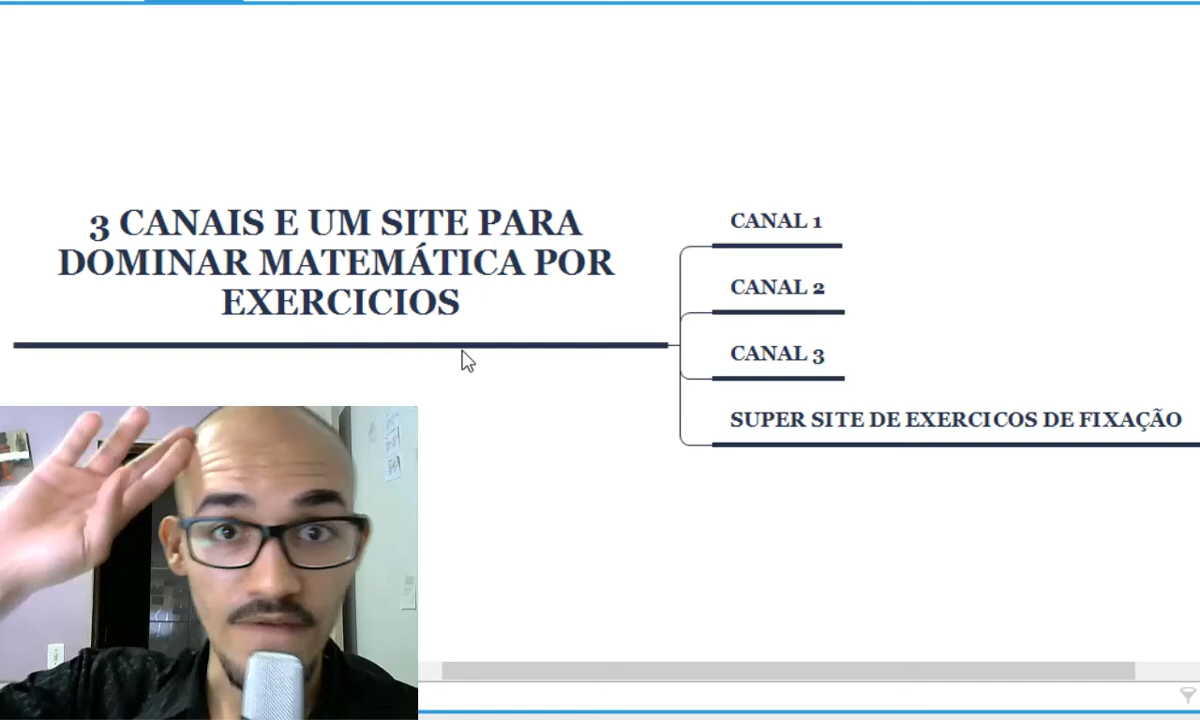 3 CANAIS E UM SITE PARA
DOMINAR MATEMÁTICA POR
EXERCICIOS
CANAL 1
CANAL 2
CANAL 3
SUPER SITE DE EXERCICOS DE FIXAÇÃO